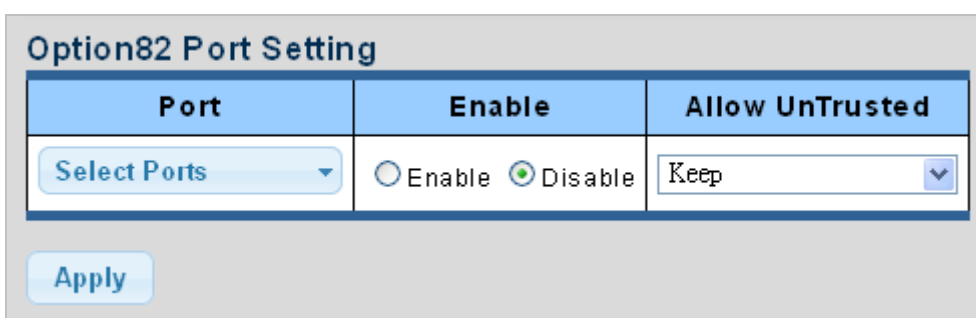 Option82 Port Setting
Port Enable Allow UnTrusted
Select Ports Enable Disable Keep
Apply